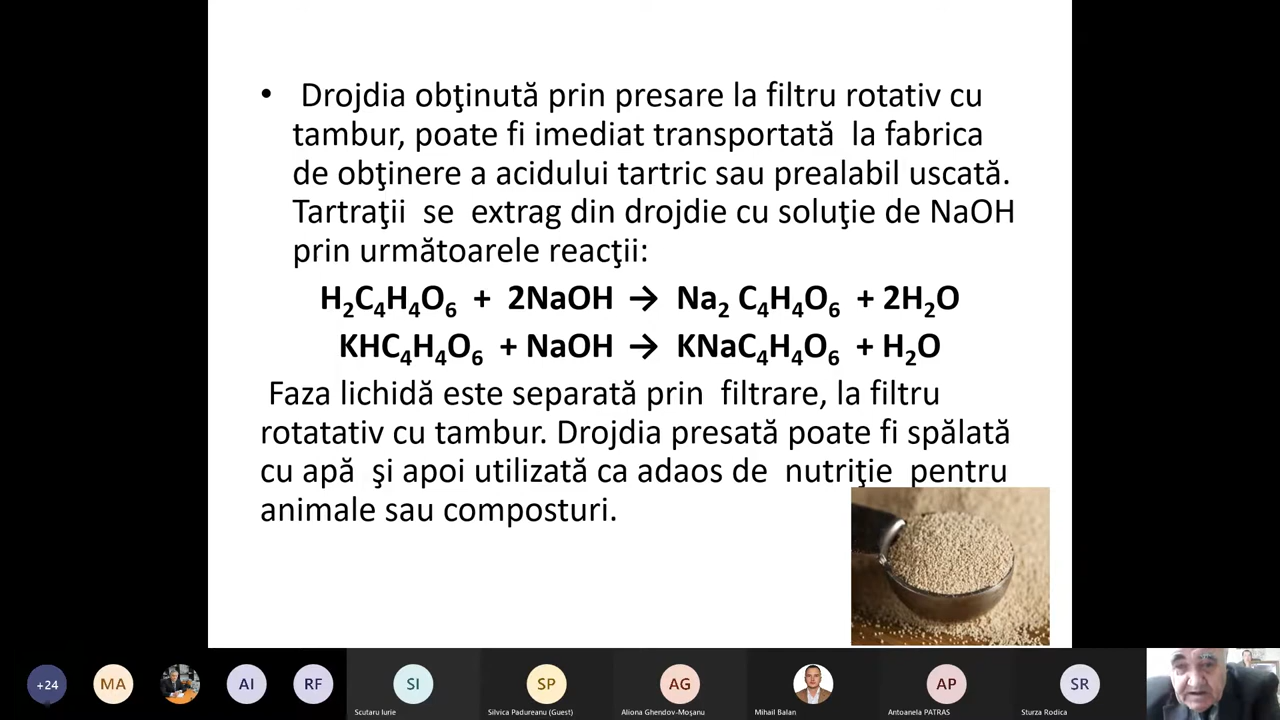 • Drojdia obţinută prin presare la filtru rotativ cu
tambur, poate fi imediat transportată la fabrica
de obţinere a acidului tartric sau prealabil uscată.
Tartraţii se extrag din drojdie cu soluţie de NaOH
prin următoarele reacţii:
H₂C₄H₄O₆ + 2NaOH → Na₂ C₄H₄O₆ + 2H₂O
KHC₄H₄O₆ + NaOH → KNaC₄H₄O₆ + H₂O
Faza lichidă este separată prin filtrare, la filtru
rotatativ cu tambur. Drojdia presată poate fi spălată
cu apă şi apoi utilizată ca adaos de nutriţie pentru
animale sau composturi.
+24 MA AI RF SI SP AG AP SR
Scutaru Iurie Silvica Padureanu (Guest) Aliona Ghendov-Moşanu Mihail Balan Antoanela PATRAS Sturza Rodica